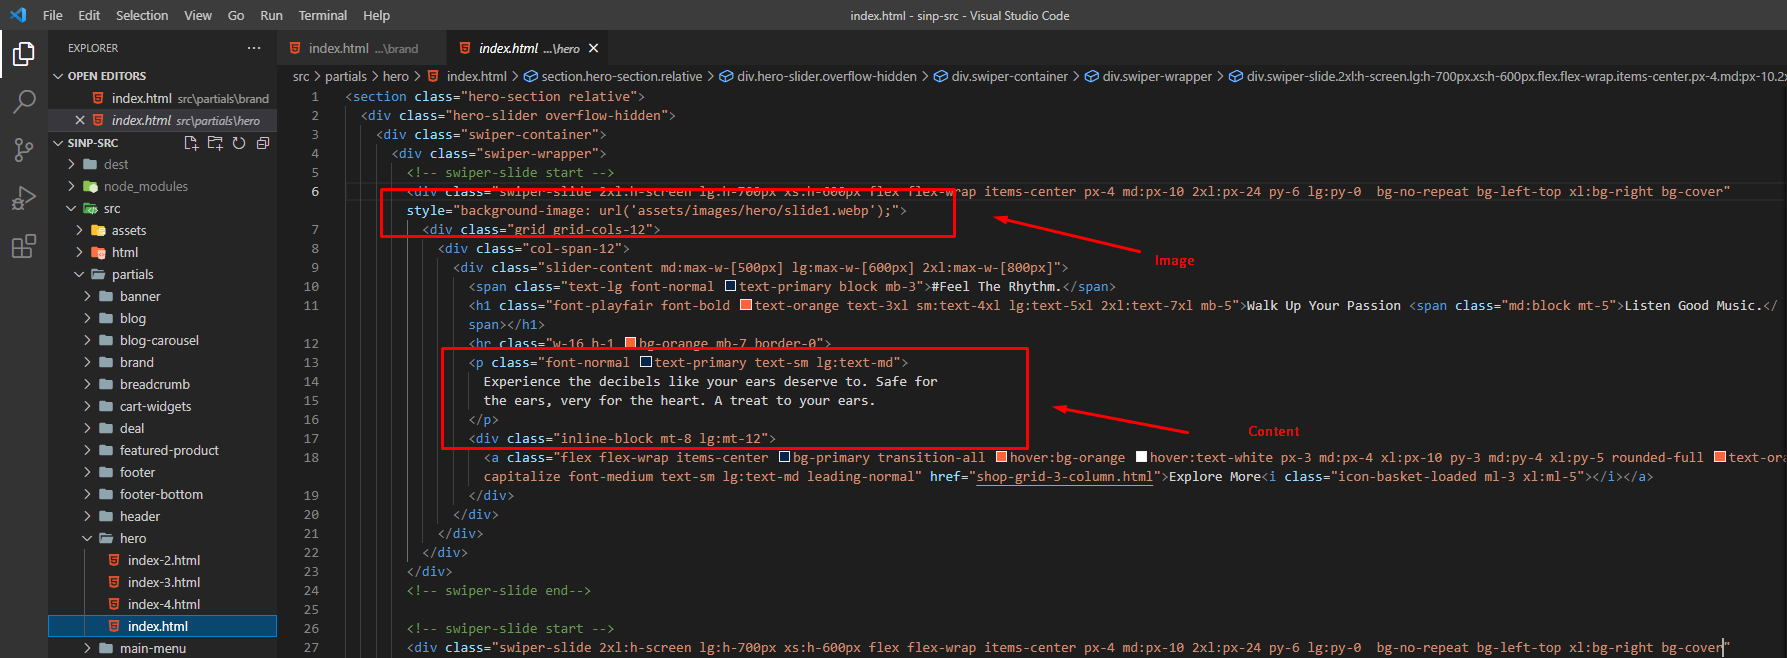 File Edit Selection View Go Run Terminal Help
index.html - sinp-src - Visual Studio Code
EXPLORER ···
OPEN EDITORS
index.html src\partials\brand
index.html src\partials\hero
SINP-SRC
dest
node_modules
src
assets
html
partials
banner
blog
blog-carousel
brand
breadcrumb
cart-widgets
deal
featured-product
footer
footer-bottom
header
hero
index-2.html
index-3.html
index-4.html
index.html
main-menu
index.html ...\brand
index.html ...\hero
src > partials > hero > index.html > section.hero-section.relative > div.hero-slider.overflow-hidden > div.swiper-container > div.swiper-wrapper > div.swiper-slide.2xl:h-screen.lg:h-700px.xs:h-600px.flex.flex-wrap.items-center.px-4.md:px-10.2x
1 <section class="hero-section relative">
2 <div class="hero-slider overflow-hidden">
3 <div class="swiper-container">
4 <div class="swiper-wrapper">
5 <!-- swiper-slide start -->
6 <div class="swiper-slide 2xl:h-screen lg:h-700px xs:h-600px flex flex-wrap items-center px-4 md:px-10 2xl:px-24 py-6 lg:py-0  bg-no-repeat bg-left-top xl:bg-right bg-cover"
style="background-image: url('assets/images/hero/slide1.webp');">
7 <div class="grid grid-cols-12">
8 <div class="col-span-12">
9 <div class="slider-content md:max-w-[500px] lg:max-w-[600px] 2xl:max-w-[800px]">
10 <span class="text-lg font-normal text-primary block mb-3">#Feel The Rhythm.</span>
11 <h1 class="font-playfair font-bold text-orange text-3xl sm:text-4xl lg:text-5xl 2xl:text-7xl mb-5">Walk Up Your Passion <span class="md:block mt-5">Listen Good Music.</
span></h1>
12 <hr class="w-16 h-1 bg-orange mb-7 border-0">
13 <p class="font-normal text-primary text-sm lg:text-md">
14 Experience the decibels like your ears deserve to. Safe for
15 the ears, very for the heart. A treat to your ears.
16 </p>
17 <div class="inline-block mt-8 lg:mt-12">
18 <a class="flex flex-wrap items-center bg-primary transition-all hover:bg-orange hover:text-white px-3 md:px-4 xl:px-10 py-3 md:py-4 xl:py-5 rounded-full text-ora
capitalize font-medium text-sm lg:text-md leading-normal" href="shop-grid-3-column.html">Explore More<i class="icon-basket-loaded ml-3 xl:ml-5"></i></a>
19 </div>
20 </div>
21 </div>
22 </div>
23 </div>
24 <!-- swiper-slide end-->
25
26 <!-- swiper-slide start -->
27 <div class="swiper-slide 2xl:h-screen lg:h-700px xs:h-600px flex flex-wrap items-center px-4 md:px-10 2xl:px-24 py-6 lg:py-0  bg-no-repeat bg-left-top xl:bg-right bg-cover"
Image
Content